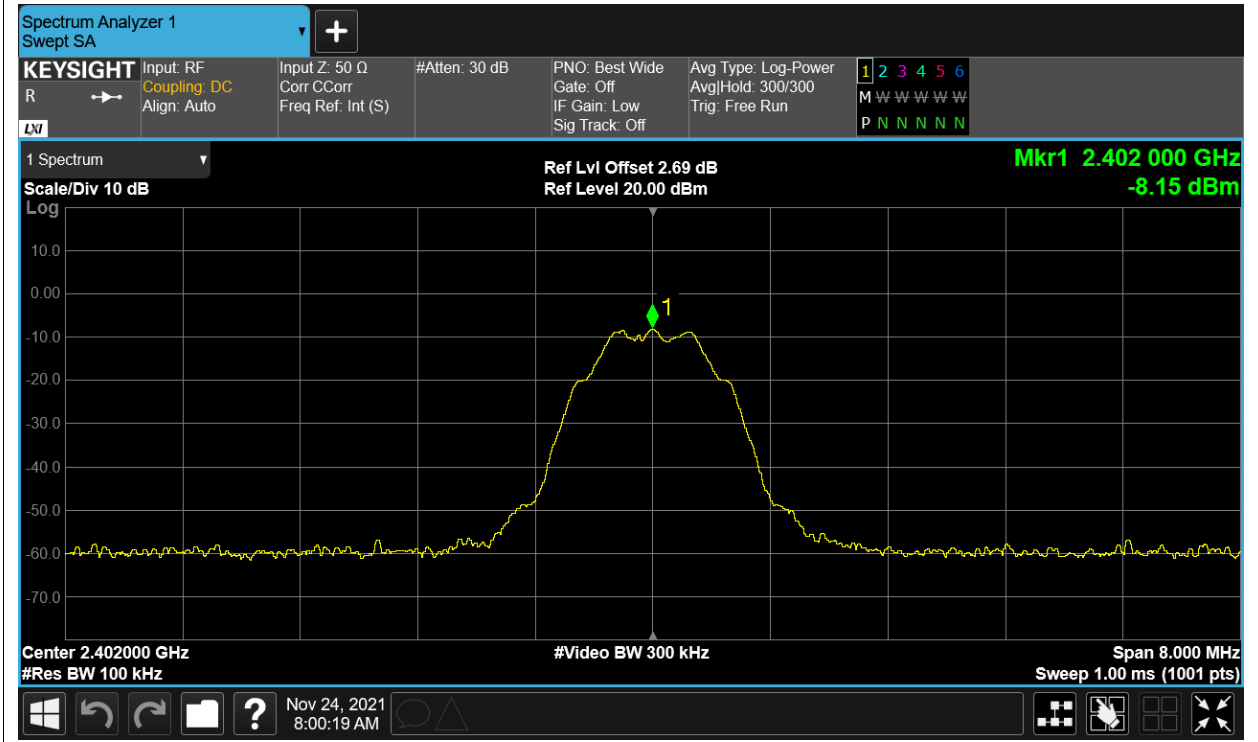 Spectrum Analyzer 1
Swept SA
+
KEYSIGHT
R
LXI
Input: RF
Coupling: DC
Align: Auto
Input Z: 50 Ω
Corr CCorr
Freq Ref: Int (S)
#Atten: 30 dB
PNO: Best Wide
Gate: Off
IF Gain: Low
Sig Track: Off
Avg Type: Log-Power
Avg|Hold: 300/300
Trig: Free Run
1 2 3 4 5 6
M W W W W W W
P N N N N N N
1 Spectrum
Scale/Div 10 dB
Log
Ref Lvl Offset 2.69 dB
Ref Level 20.00 dBm
Mkr1 2.402 000 GHz
-8.15 dBm
10.0
0.00
1
-10.0
-20.0
-30.0
-40.0
-50.0
-60.0
-70.0
Center 2.402000 GHz
#Video BW 300 kHz
Span 8.000 MHz
#Res BW 100 kHz
Sweep 1.00 ms (1001 pts)
?
Nov 24, 2021
8:00:19 AM